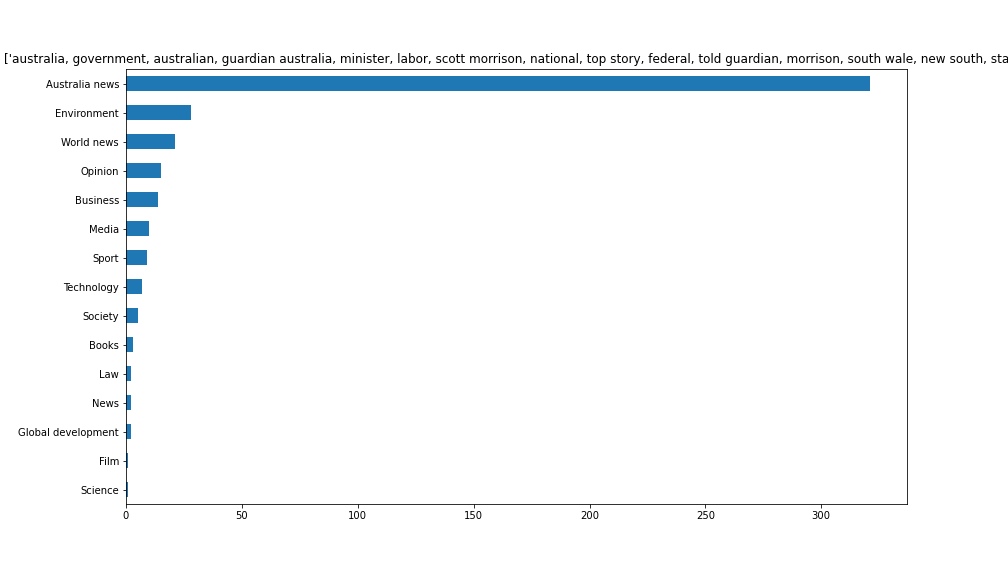 ['australia, government, australian, guardian australia, minister, labor, scott morrison, national, top story, federal, told guardian, morrison, south wale, new south, sta
Australia news
Environment
World news
Opinion
Business
Media
Sport
Technology
Society
Books
Law
News
Global development
Film
Science
0 50 100 150 200 250 300